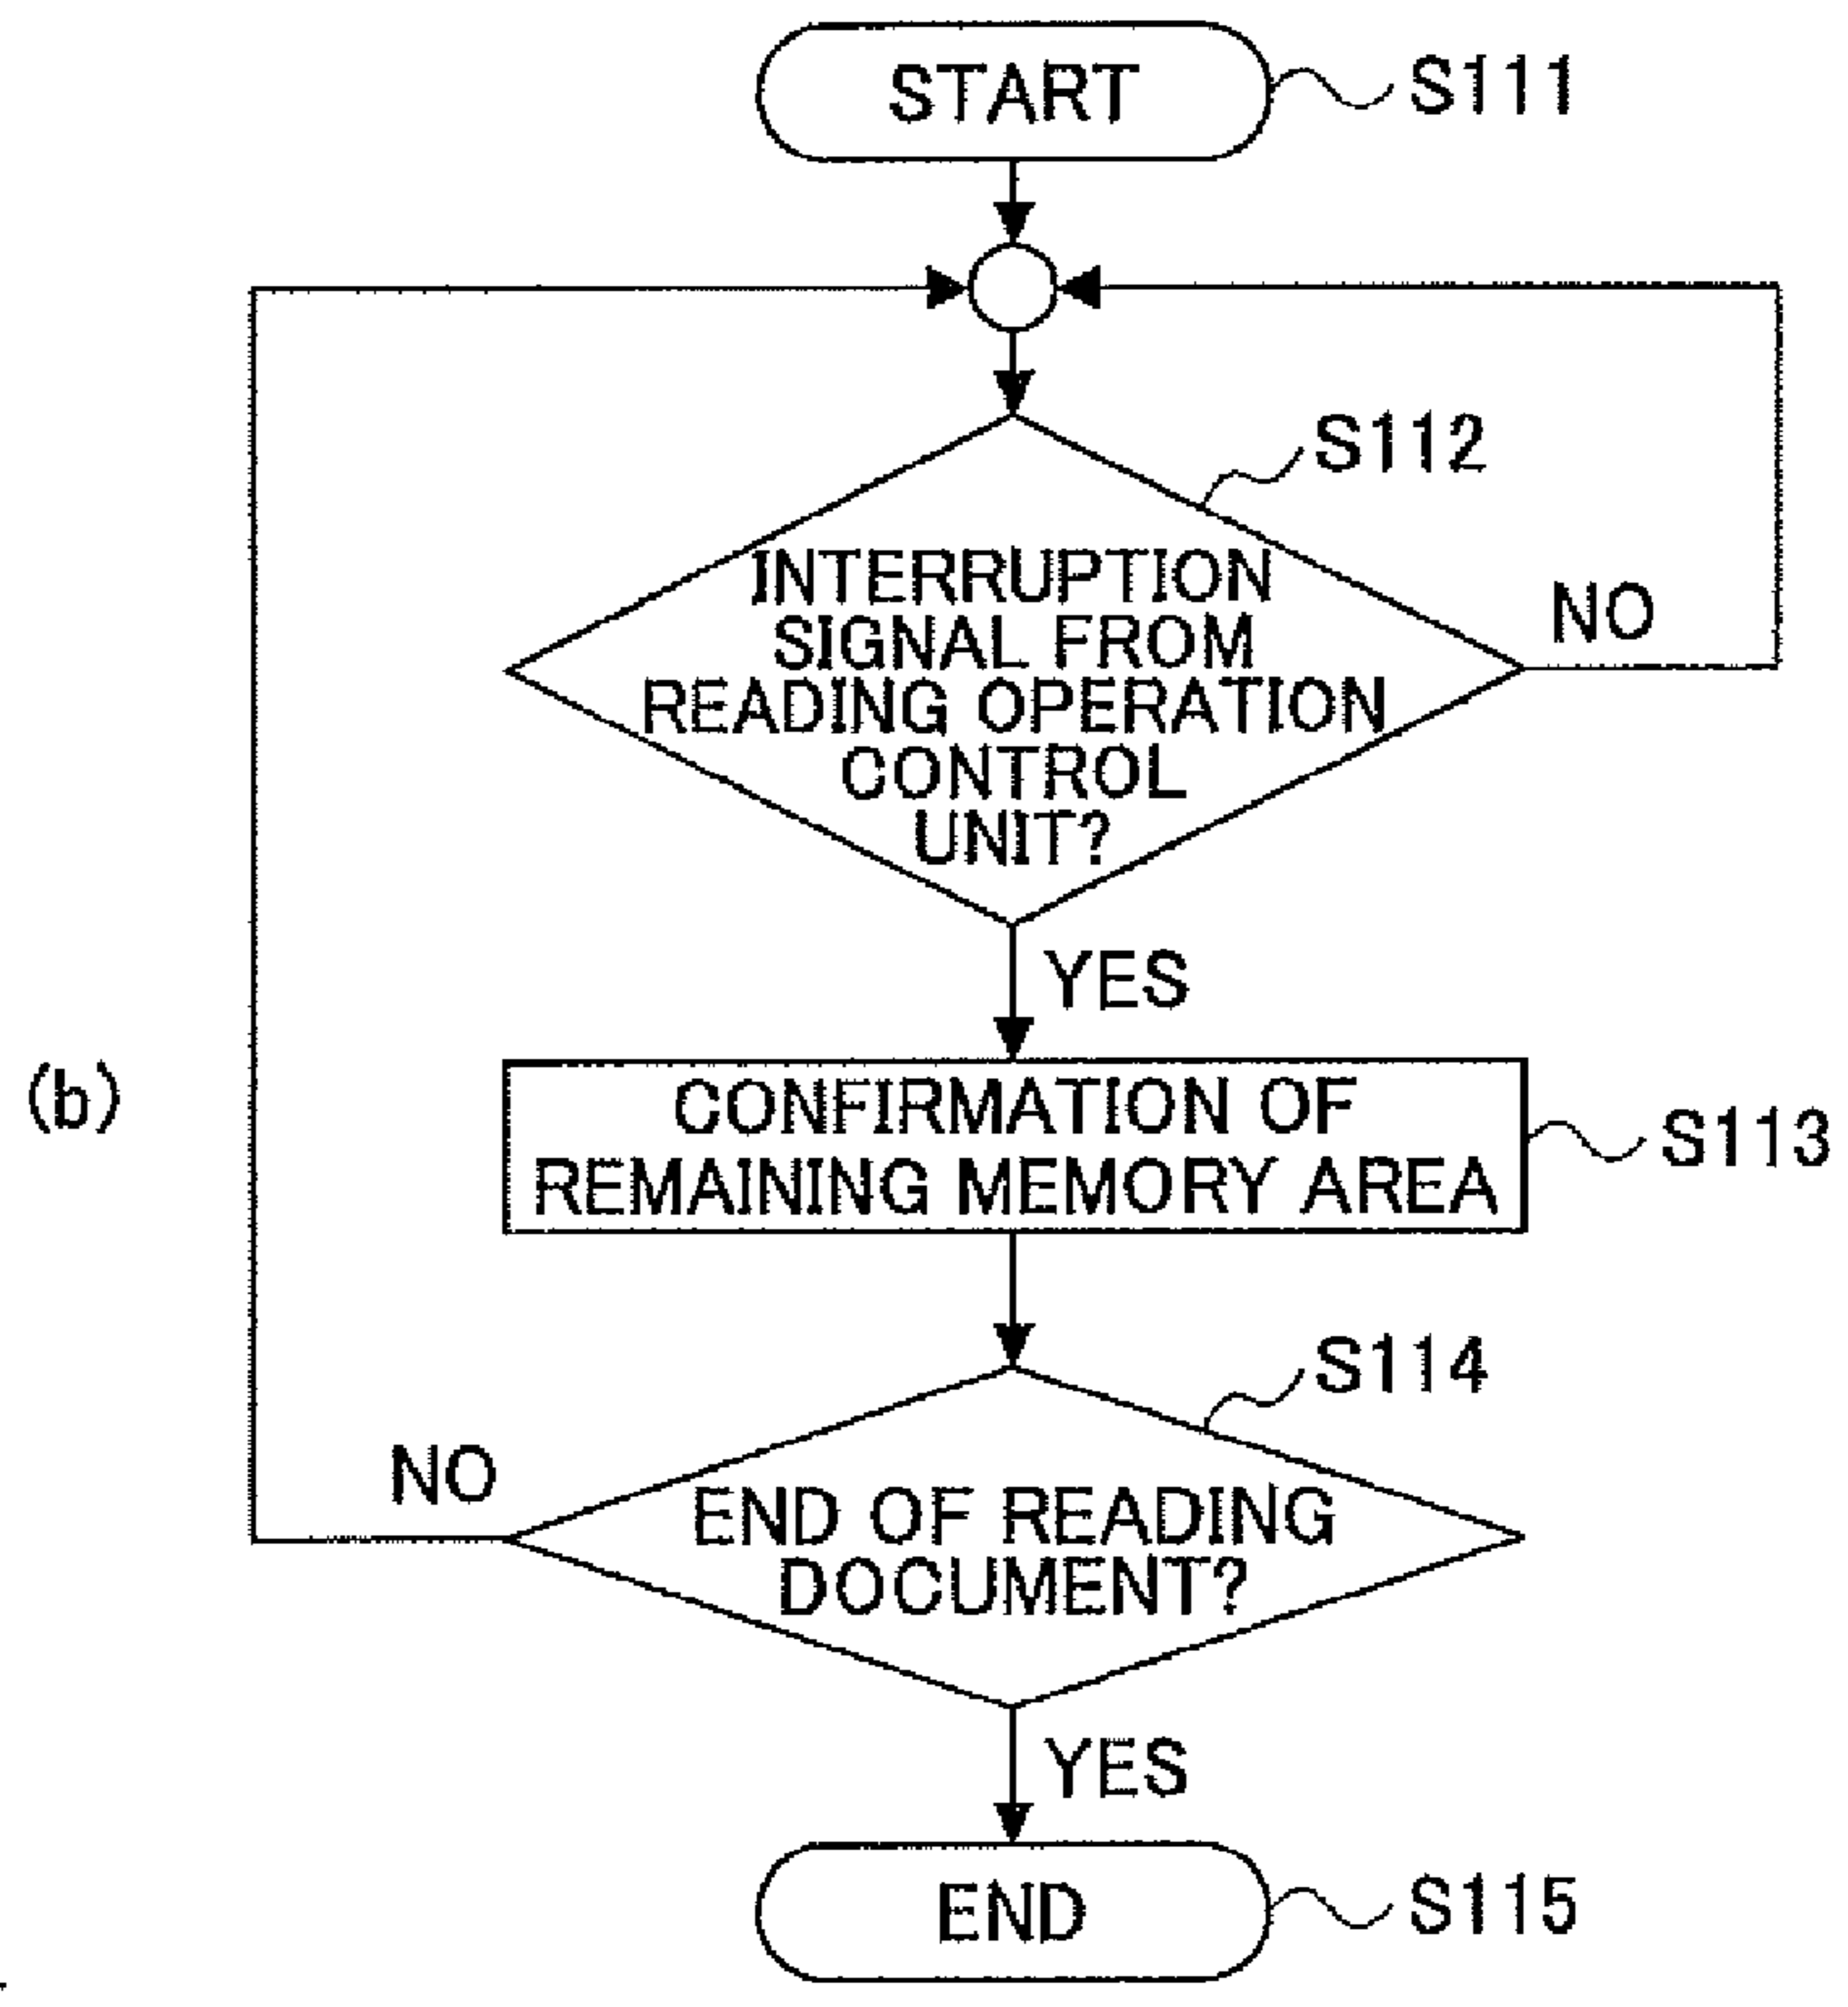 START
S111
S112
INTERRUPTION
SIGNAL FROM
READING OPERATION
CONTROL
UNIT?
NO
YES
(b)
CONFIRMATION OF
REMAINING MEMORY AREA
S113
S114
NO
END OF READING
DOCUMENT?
YES
END
S115